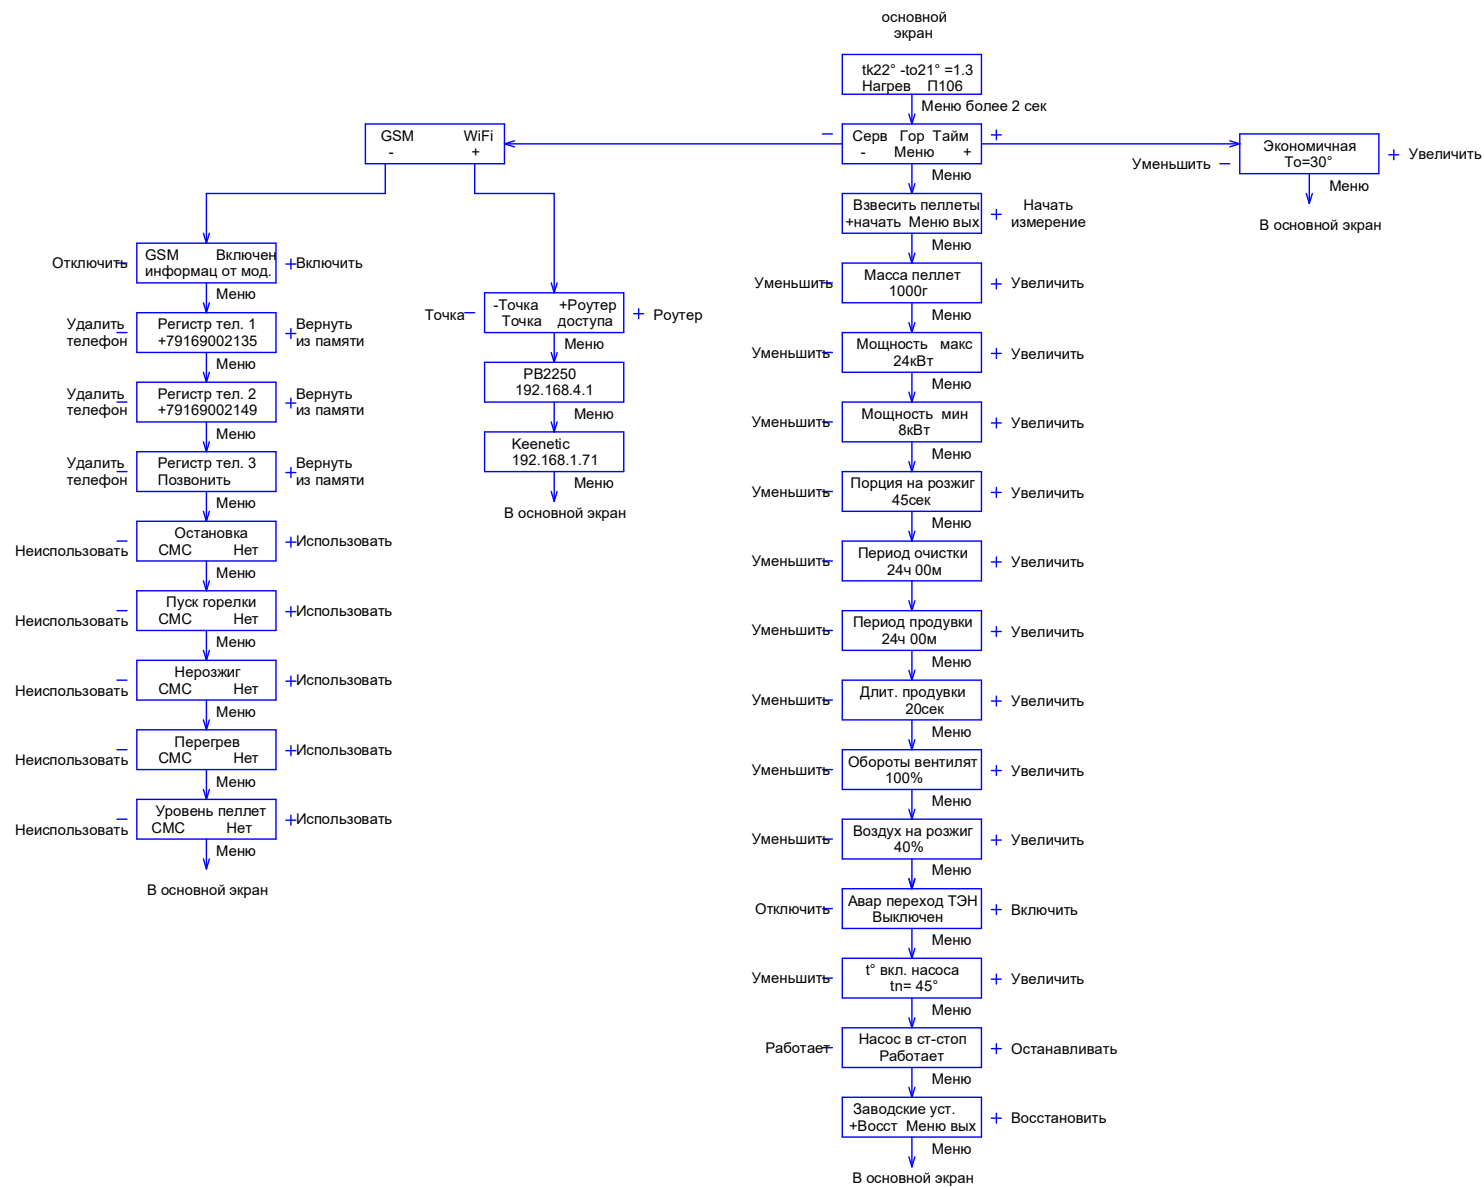 основной
экран
tk22° -to21° =1.3
Нагрев П106
Меню более 2 сек
GSM WiFi
- +
− Серв Гор Тайм +
- Меню +
Меню
Экономичная
To=30°
Уменьшить −
+ Увеличить
Меню
В основной экран
Взвесить пеллеты
+начать Меню вых
+ Начать
измерение
Меню
Уменьшить −
Масса пеллет
1000г
+ Увеличить
Меню
Уменьшить −
Мощность макс
24кВт
+ Увеличить
Меню
Уменьшить −
Мощность мин
8кВт
+ Увеличить
Меню
Уменьшить −
Порция на розжиг
45сек
+ Увеличить
Меню
Уменьшить −
Период очистки
24ч 00м
+ Увеличить
Уменьшить −
Период продувки
24ч 00м
+ Увеличить
Меню
Уменьшить −
Длит. продувки
20сек
+ Увеличить
Меню
Уменьшить −
Обороты вентилят
100%
+ Увеличить
Меню
Уменьшить −
Воздух на розжиг
40%
+ Увеличить
Меню
Отключить −
Авар переход ТЭН
Выключен
+ Включить
Меню
Уменьшить −
t° вкл. насоса
tn= 45°
+ Увеличить
Меню
Работает −
Насос в ст-стоп
Работает
+ Останавливать
Меню
Заводские уст.
+Восст Меню вых
+ Восстановить
Меню
В основной экран
Отключить −
GSM Включен
информац от мод.
+Включить
Меню
Удалить −
телефон
Регистр тел. 1
+79169002135
+Вернуть
из памяти
Меню
Удалить −
телефон
Регистр тел. 2
+79169002149
+Вернуть
из памяти
Меню
Удалить −
телефон
Регистр тел. 3
Позвонить
+Вернуть
из памяти
Меню
Неиспользовать −
Остановка
СМС Нет
+Использовать
Меню
Неиспользовать −
Пуск горелки
СМС Нет
+Использовать
Меню
Неиспользовать −
Нерозжиг
СМС Нет
+Использовать
Меню
Неиспользовать −
Перегрев
СМС Нет
+Использовать
Меню
Неиспользовать −
Уровень пеллет
СМС Нет
+Использовать
Меню
В основной экран
Точка −
-Точка +Роутер
Точка доступа
+ Роутер
Меню
PB2250
192.168.4.1
Меню
Keenetic
192.168.1.71
Меню
В основной экран